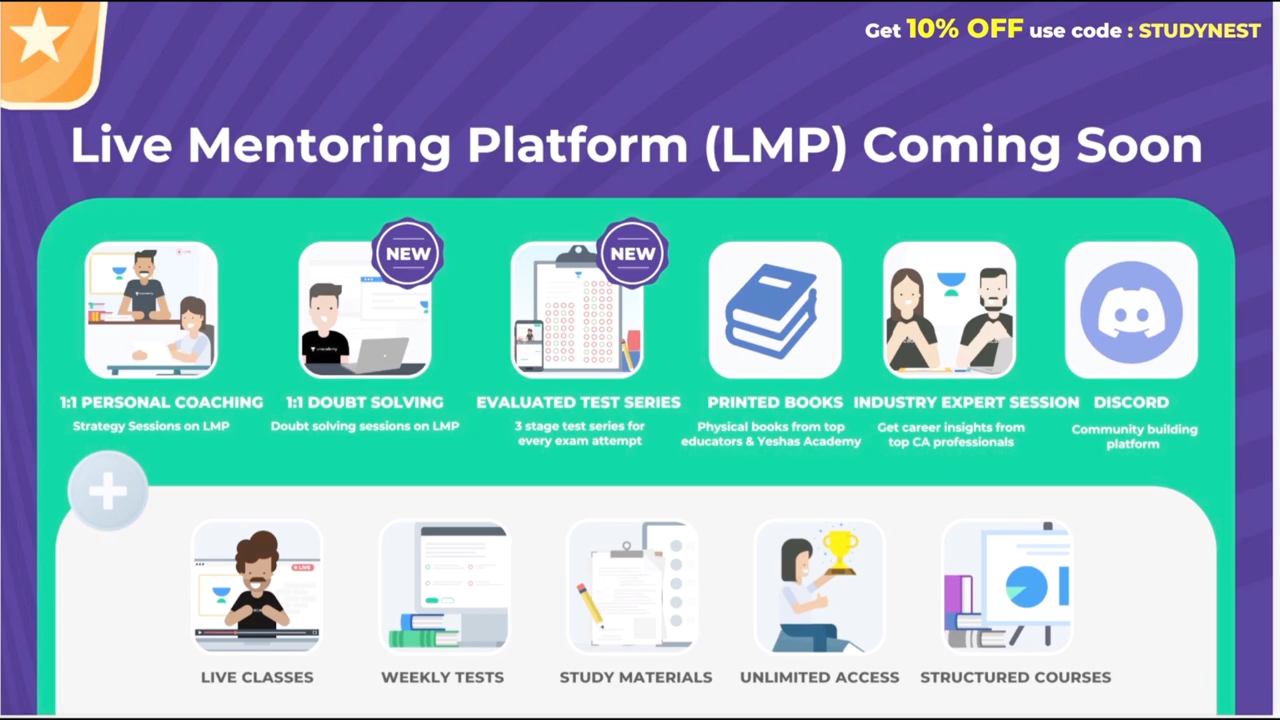 Get 10% OFF use code : STUDYNEST
Live Mentoring Platform (LMP) Coming Soon
NEW
NEW
1:1 PERSONAL COACHING
Strategy Sessions on LMP
1:1 DOUBT SOLVING
Doubt solving sessions on LMP
EVALUATED TEST SERIES
3 stage test series for
every exam attempt
PRINTED BOOKS
Physical books from top
educators & Yeshas Academy
INDUSTRY EXPERT SESSION
Get career insights from
top CA professionals
DISCORD
Community building
platform
LIVE
LIVE CLASSES
WEEKLY TESTS
STUDY MATERIALS
UNLIMITED ACCESS
STRUCTURED COURSES